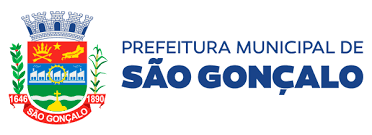 PREFEITURA MUNICIPAL DE
SÃO GONÇALO
1646 1890
SÃO GONÇALO